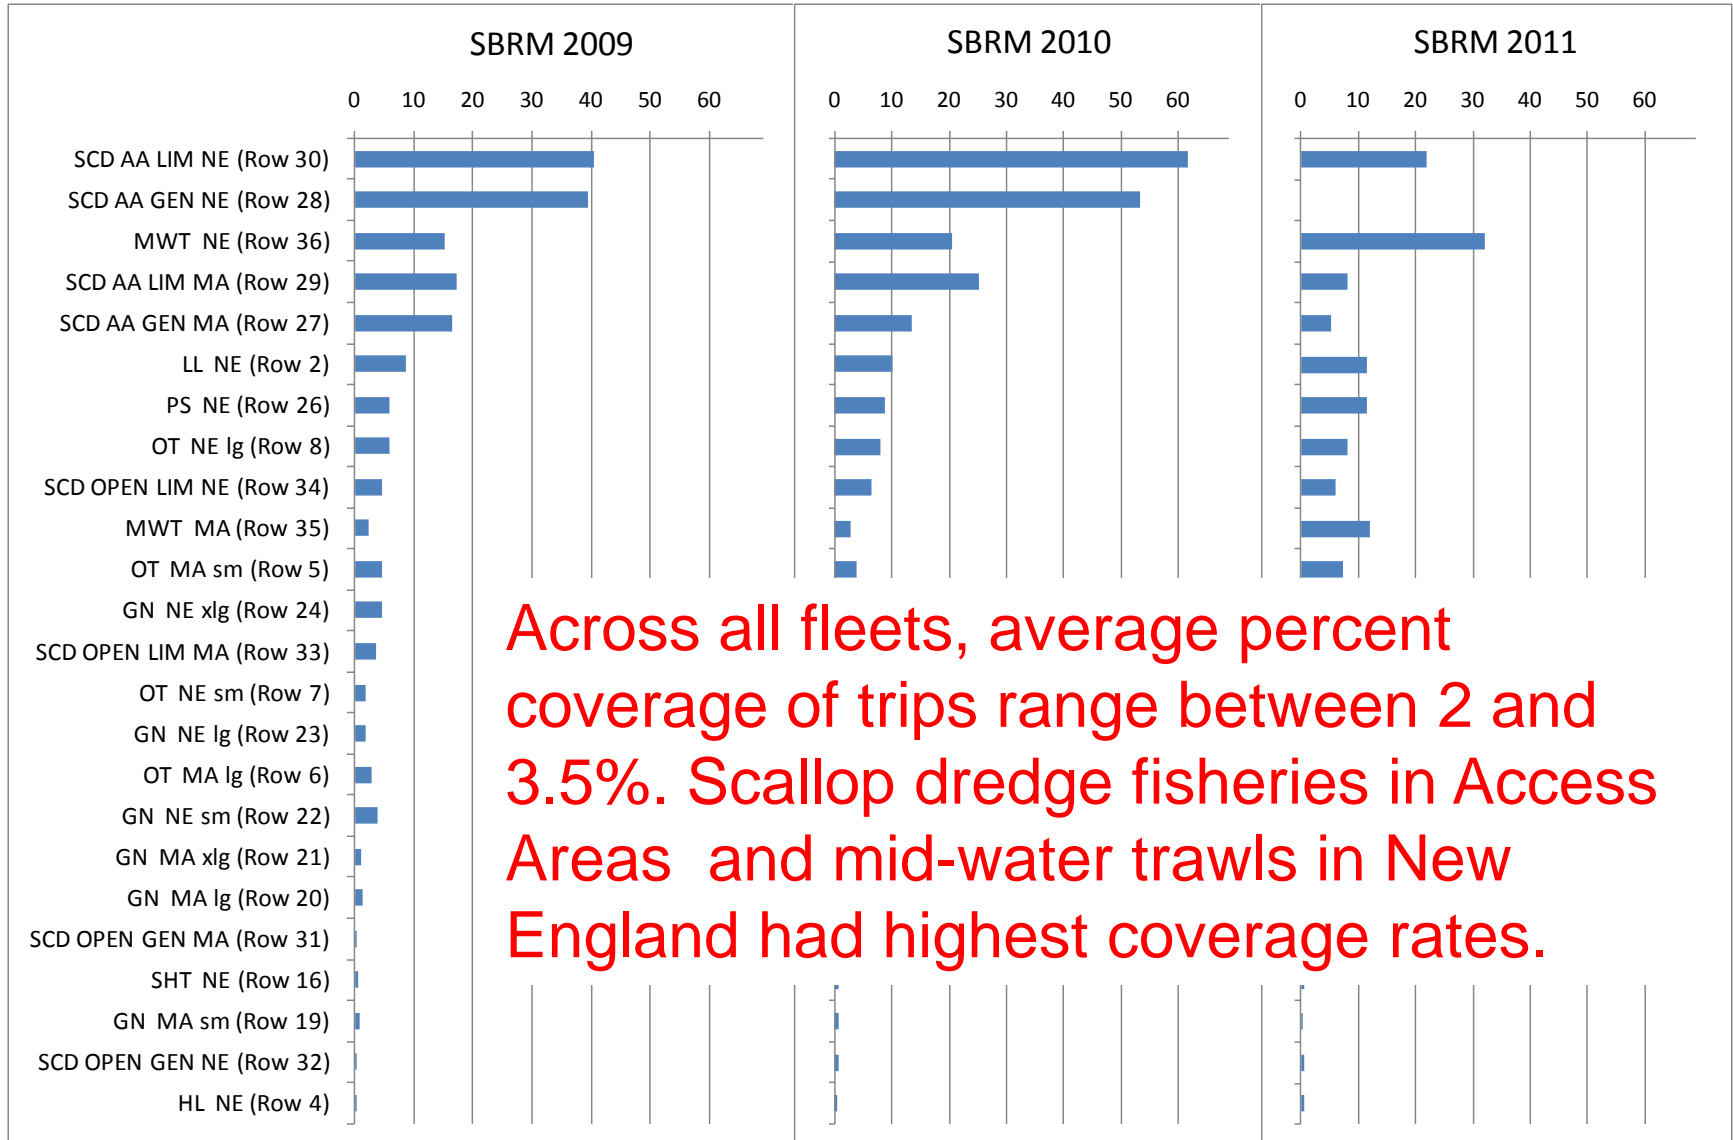 SBRM 2009
SBRM 2010
SBRM 2011
0 10 20 30 40 50 60
0 10 20 30 40 50 60
0 10 20 30 40 50 60
SCD AA LIM NE (Row 30)
SCD AA GEN NE (Row 28)
MWT NE (Row 36)
SCD AA LIM MA (Row 29)
SCD AA GEN MA (Row 27)
LL NE (Row 2)
PS NE (Row 26)
OT NE lg (Row 8)
SCD OPEN LIM NE (Row 34)
MWT MA (Row 35)
OT MA sm (Row 5)
GN NE xlg (Row 24)
SCD OPEN LIM MA (Row 33)
OT NE sm (Row 7)
GN NE lg (Row 23)
OT MA lg (Row 6)
GN NE sm (Row 22)
GN MA xlg (Row 21)
GN MA lg (Row 20)
SCD OPEN GEN MA (Row 31)
SHT NE (Row 16)
GN MA sm (Row 19)
SCD OPEN GEN NE (Row 32)
HL NE (Row 4)
Across all fleets, average percent
coverage of trips range between 2 and
3.5%. Scallop dredge fisheries in Access
Areas and mid-water trawls in New
England had highest coverage rates.